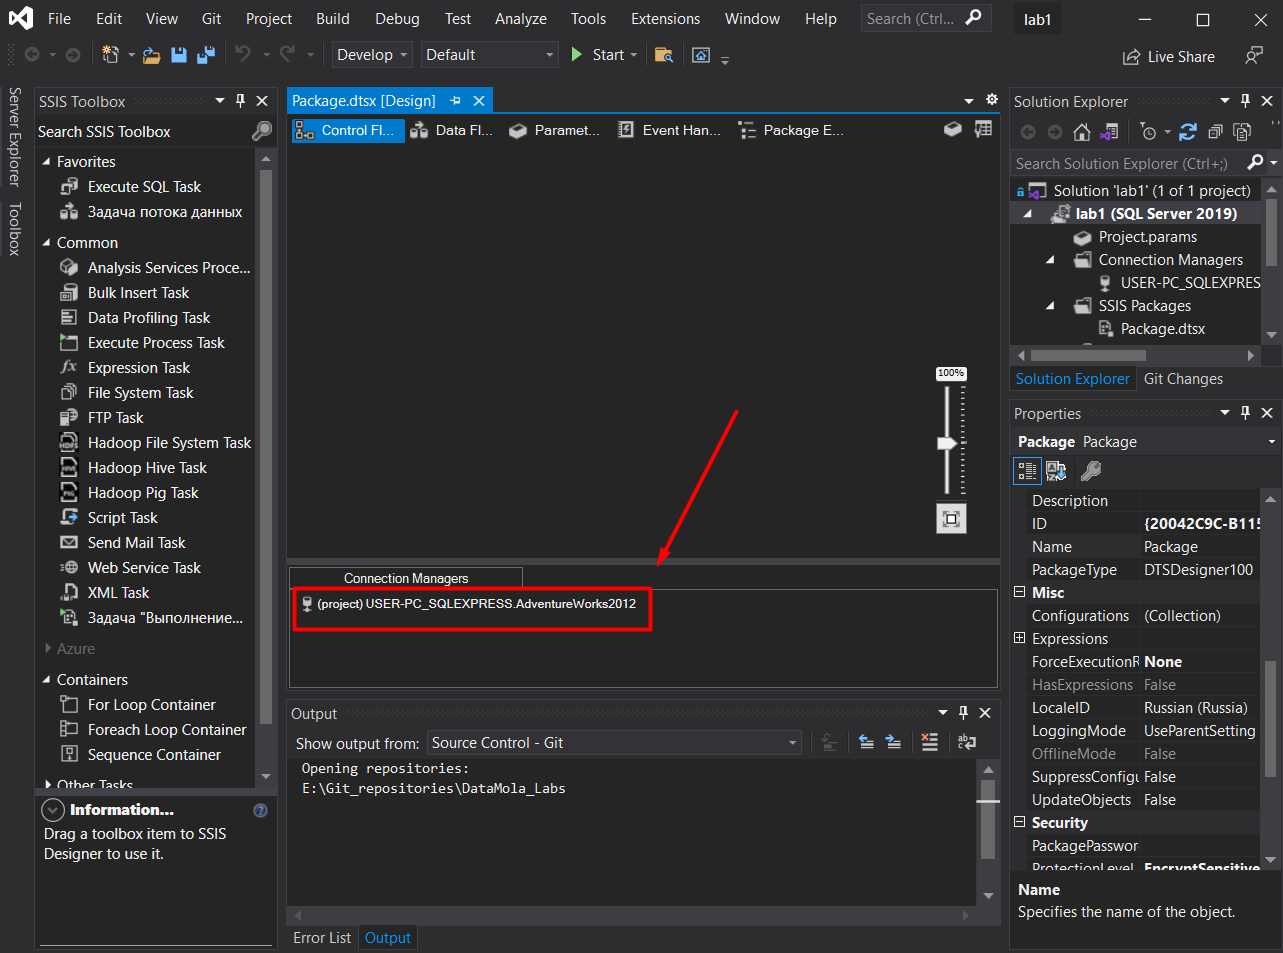 File Edit View Git Project Build Debug Test Analyze Tools Extensions Window Help Search (Ctrl... lab1
Develop Default Start Live Share
Server Explorer
Toolbox
SSIS Toolbox
Search SSIS Toolbox
Favorites
Execute SQL Task
Задача потока данных
Common
Analysis Services Proce...
Bulk Insert Task
Data Profiling Task
Execute Process Task
Expression Task
File System Task
FTP Task
Hadoop File System Task
Hadoop Hive Task
Hadoop Pig Task
Script Task
Send Mail Task
Web Service Task
XML Task
Задача "Выполнение...
Azure
Containers
For Loop Container
Foreach Loop Container
Sequence Container
Other Tasks
Information...
Drag a toolbox item to SSIS
Designer to use it.
Package.dtsx [Design]
Control Fl... Data Fl... Paramet... Event Han... Package E...
100%
Connection Managers
(project) USER-PC_SQLEXPRESS.AdventureWorks2012
Output
Show output from: Source Control - Git
Opening repositories:
E:\Git_repositories\DataMola_Labs
Error List Output
Solution Explorer
Search Solution Explorer (Ctrl+;)
Solution 'lab1' (1 of 1 project)
lab1 (SQL Server 2019)
Project.params
Connection Managers
USER-PC_SQLEXPRES
SSIS Packages
Package.dtsx
Solution Explorer Git Changes
Properties
Package Package
Description
ID {20042C9C-B115
Name Package
PackageType DTSDesigner100
Misc
Configurations (Collection)
Expressions
ForceExecutionR None
HasExpressions False
LocaleID Russian (Russia)
LoggingMode UseParentSetting
OfflineMode False
SuppressConfigu False
UpdateObjects False
Security
PackagePasswor
ProtectionLevel EncryptSensitive
Name
Specifies the name of the object.